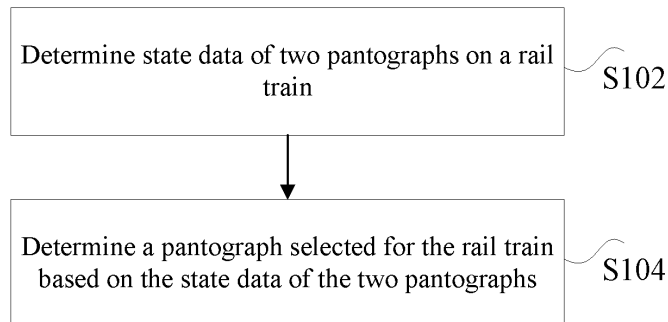 Determine state data of two pantographs on a rail
train
S102
Determine a pantograph selected for the rail train
based on the state data of the two pantographs
S104